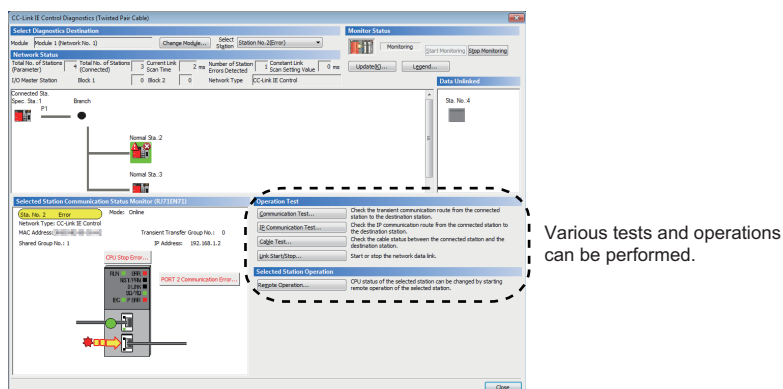 CC-Link IE Control Diagnostics (Twisted Pair Cable)
Select Diagnostics Destination
Module Module 1 (Network No. 1) Change Module... Select Station Station No.2(Error)
Monitor Status
Monitoring Start Monitoring Stop Monitoring
Update(K)... Legend...
Network Status
Total No. of Stations (Parameter) 4 Total No. of Stations (Connected) 3 Current Link Scan Time 2 ms Number of Station Errors Detected 1 Constant Link Scan Setting Value 0 ms
I/O Master Station Block 1 0 Block 2 0 Network Type CC-Link IE Control
Data Unlinked
Connected Sta.
Spec. Sta.:1 Branch
P1
Sta. No.4
Normal Sta.:2
Normal Sta.:3
Selected Station Communication Status Monitor (RJ71EN71)
Sta. No. 2 Error Mode: Online
Network Type: CC-Link IE Control
MAC Address: Transient Transfer Group No.: 0
Shared Group No.: 1 IP Address: 192.168.1.2
CPU Stop Error...
PORT 2 Communication Error...
RUN ERR
SD/RD
P ERR
Operation Test
Communication Test... Check the transient communication route from the connected station to the destination station.
IP Communication Test... Check the IP communication route from the connected station to the destination station.
Cable Test... Check the cable status between the connected station and the destination station.
Link Start/Stop... Start or stop the network data link.
Selected Station Operation
Remote Operation... CPU status of the selected station can be changed by starting remote operation of the selected station.
Close
Various tests and operations
can be performed.